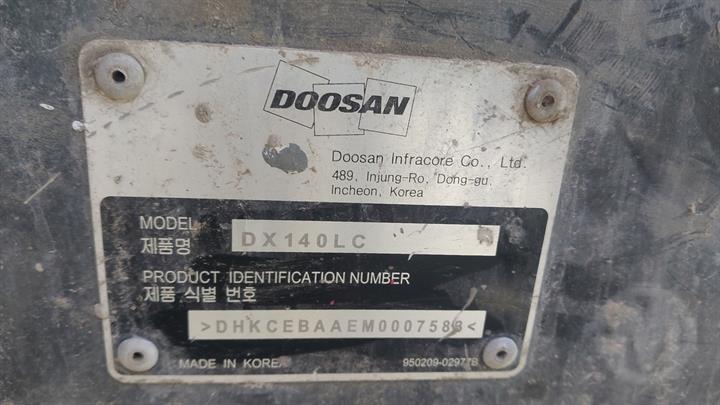 DOOSAN
Doosan Infracore Co., Ltd.
489, Injung-Ro, Dong-gu,
Incheon, Korea
MODEL
제품명
DX140LC
PRODUCT IDENTIFICATION NUMBER
제품 식별 번호
>DHKCEBAAEM0007583<
MADE IN KOREA
950209-02977B